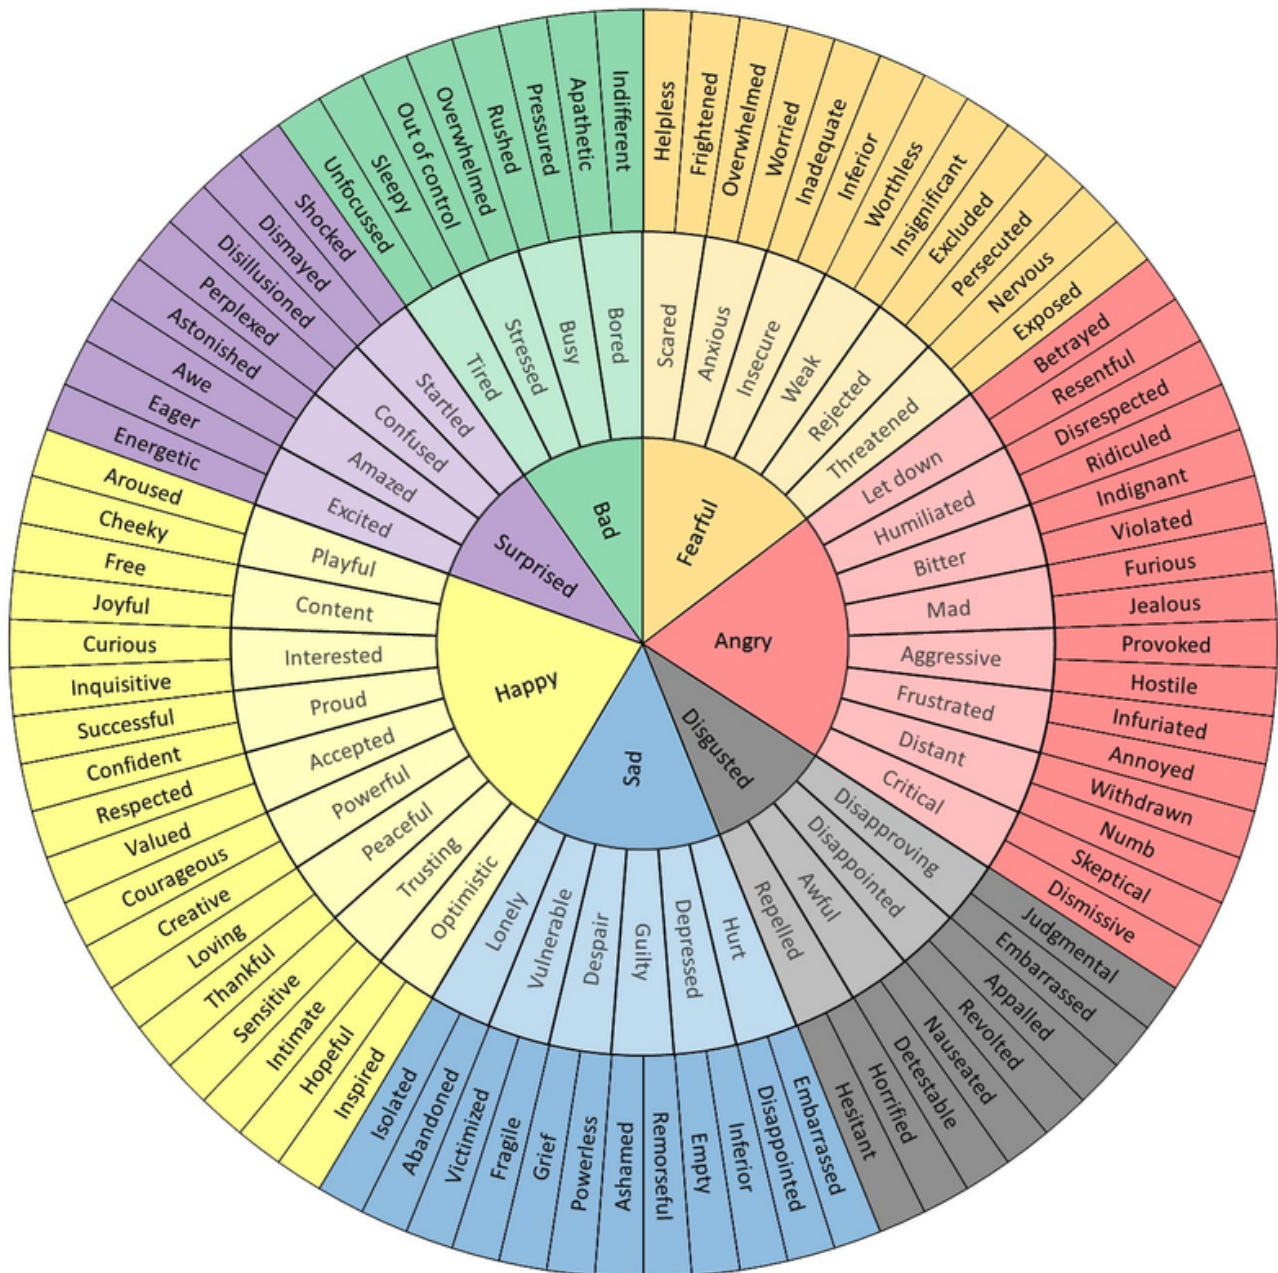 Fearful
Angry
Disgusted
Sad
Happy
Surprised
Bad
Scared
Anxious
Insecure
Weak
Rejected
Threatened
Let down
Humiliated
Bitter
Mad
Aggressive
Frustrated
Distant
Critical
Disapproving
Disappointed
Awful
Repelled
Hurt
Depressed
Guilty
Despair
Vulnerable
Lonely
Optimistic
Trusting
Peaceful
Powerful
Accepted
Proud
Interested
Content
Playful
Excited
Amazed
Confused
Startled
Tired
Stressed
Busy
Bored
Helpless
Frightened
Overwhelmed
Worried
Inadequate
Inferior
Worthless
Insignificant
Excluded
Persecuted
Nervous
Exposed
Betrayed
Resentful
Disrespected
Ridiculed
Indignant
Violated
Furious
Jealous
Provoked
Hostile
Infuriated
Annoyed
Withdrawn
Numb
Skeptical
Dismissive
Judgmental
Embarrassed
Appalled
Revolted
Nauseated
Detestable
Horrified
Hesitant
Embarrassed
Disappointed
Inferior
Empty
Remorseful
Ashamed
Powerless
Grief
Fragile
Victimized
Abandoned
Isolated
Inspired
Hopeful
Intimate
Sensitive
Thankful
Loving
Creative
Courageous
Valued
Respected
Confident
Successful
Inquisitive
Curious
Joyful
Free
Cheeky
Aroused
Energetic
Eager
Awe
Astonished
Perplexed
Disillusioned
Dismayed
Shocked
Unfocussed
Sleepy
Out of control
Overwhelmed
Rushed
Pressured
Apathetic
Indifferent